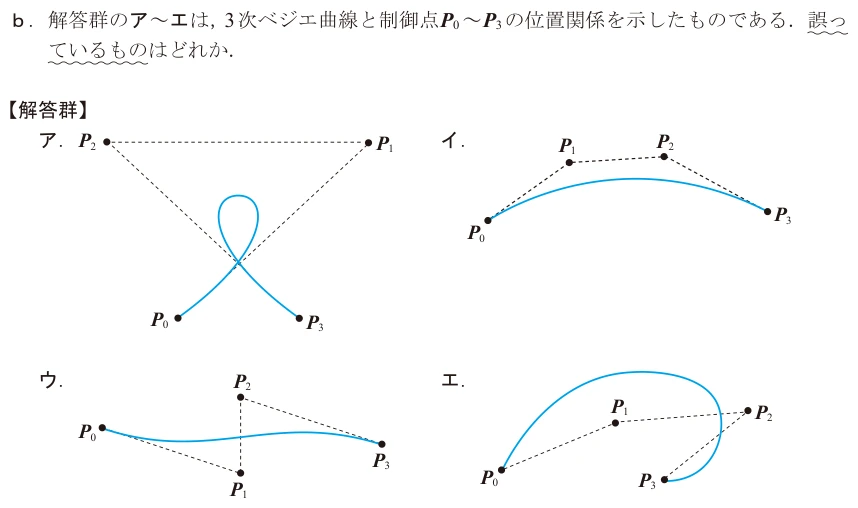 b．解答群のア〜エは，3次ベジエ曲線と制御点P₀〜P₃の位置関係を示したものである．誤っ
ているものはどれか．
【解答群】
ア．
P₂
P₁
P₀
P₃
イ．
P₁
P₂
P₀
P₃
ウ．
P₂
P₀
P₃
P₁
エ．
P₁
P₂
P₀
P₃